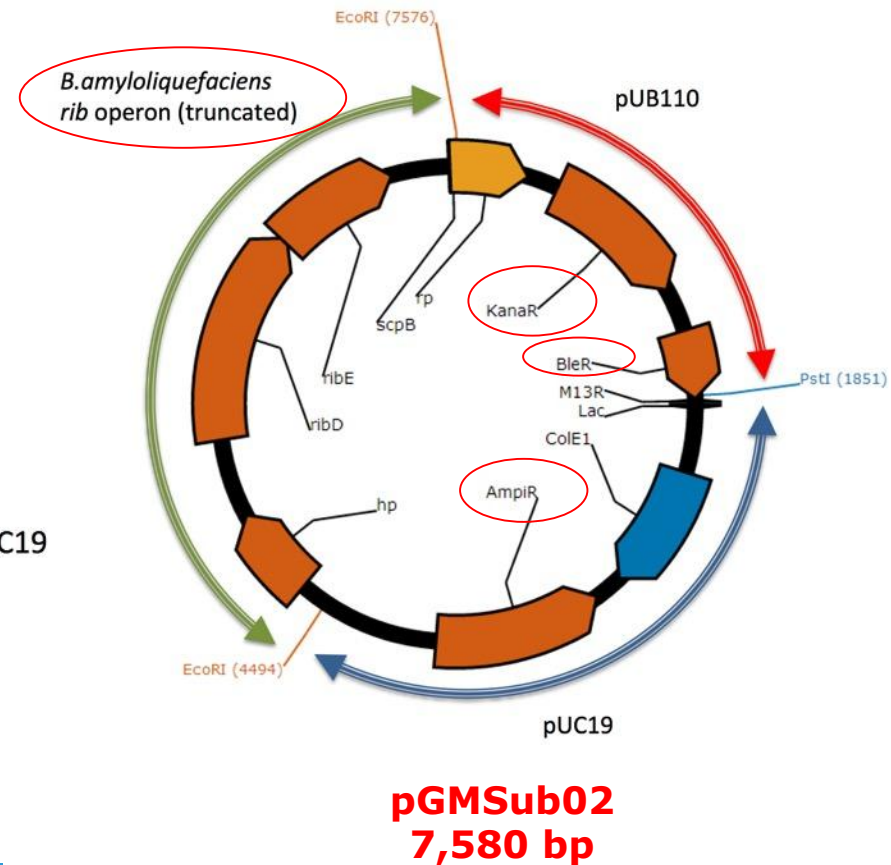 EcoRI (7576)
B.amyloliquefaciens
rib operon (truncated)
pUB110
rp
scpB
KanaR
ribE
BleR
PstI (1851)
M13R
Lac
ribD
ColE1
AmpiR
hp
C19
EcoRI (4494)
pUC19
pGMSub02
7,580 bp